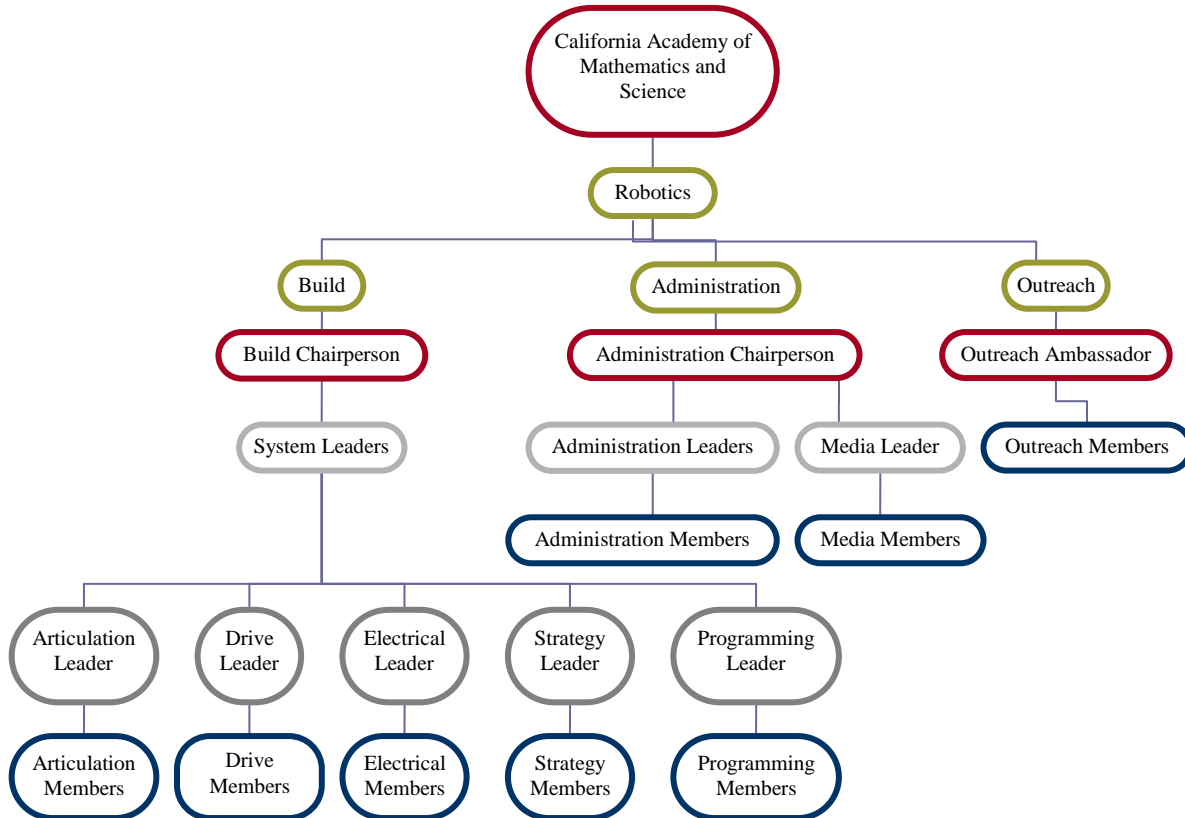 California Academy of
Mathematics and
Science
Robotics
Build
Administration
Outreach
Build Chairperson
Administration Chairperson
Outreach Ambassador
System Leaders
Administration Leaders
Media Leader
Outreach Members
Administration Members
Media Members
Articulation
Leader
Drive
Leader
Electrical
Leader
Strategy
Leader
Programming
Leader
Articulation
Members
Drive
Members
Electrical
Members
Strategy
Members
Programming
Members